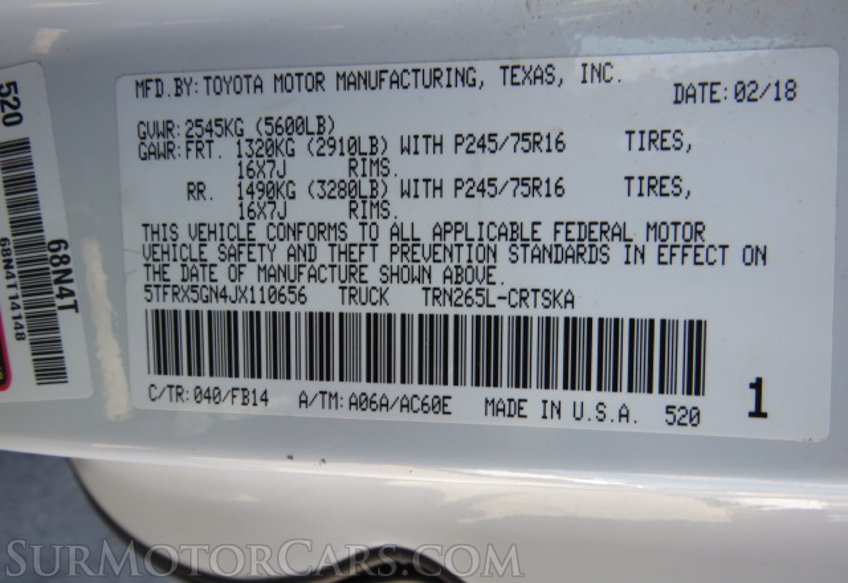 MFD.BY:TOYOTA MOTOR MANUFACTURING, TEXAS, INC.
DATE:02/18
GVWR:2545KG (5600LB)
GAWR:FRT. 1320KG (2910LB) WITH P245/75R16 TIRES,
16X7J RIMS.
RR. 1490KG (3280LB) WITH P245/75R16 TIRES,
16X7J RIMS.
THIS VEHICLE CONFORMS TO ALL APPLICABLE FEDERAL MOTOR
VEHICLE SAFETY AND THEFT PREVENTION STANDARDS IN EFFECT ON
THE DATE OF MANUFACTURE SHOWN ABOVE.
5TFRX5GN4JX110656 TRUCK TRN265L-CRTSKA
C/TR:040/FB14 A/TM:A06A/AC60E MADE IN U.S.A. 520
1
520
68N4T
68N4T14148
SURMOTORCARS.COM